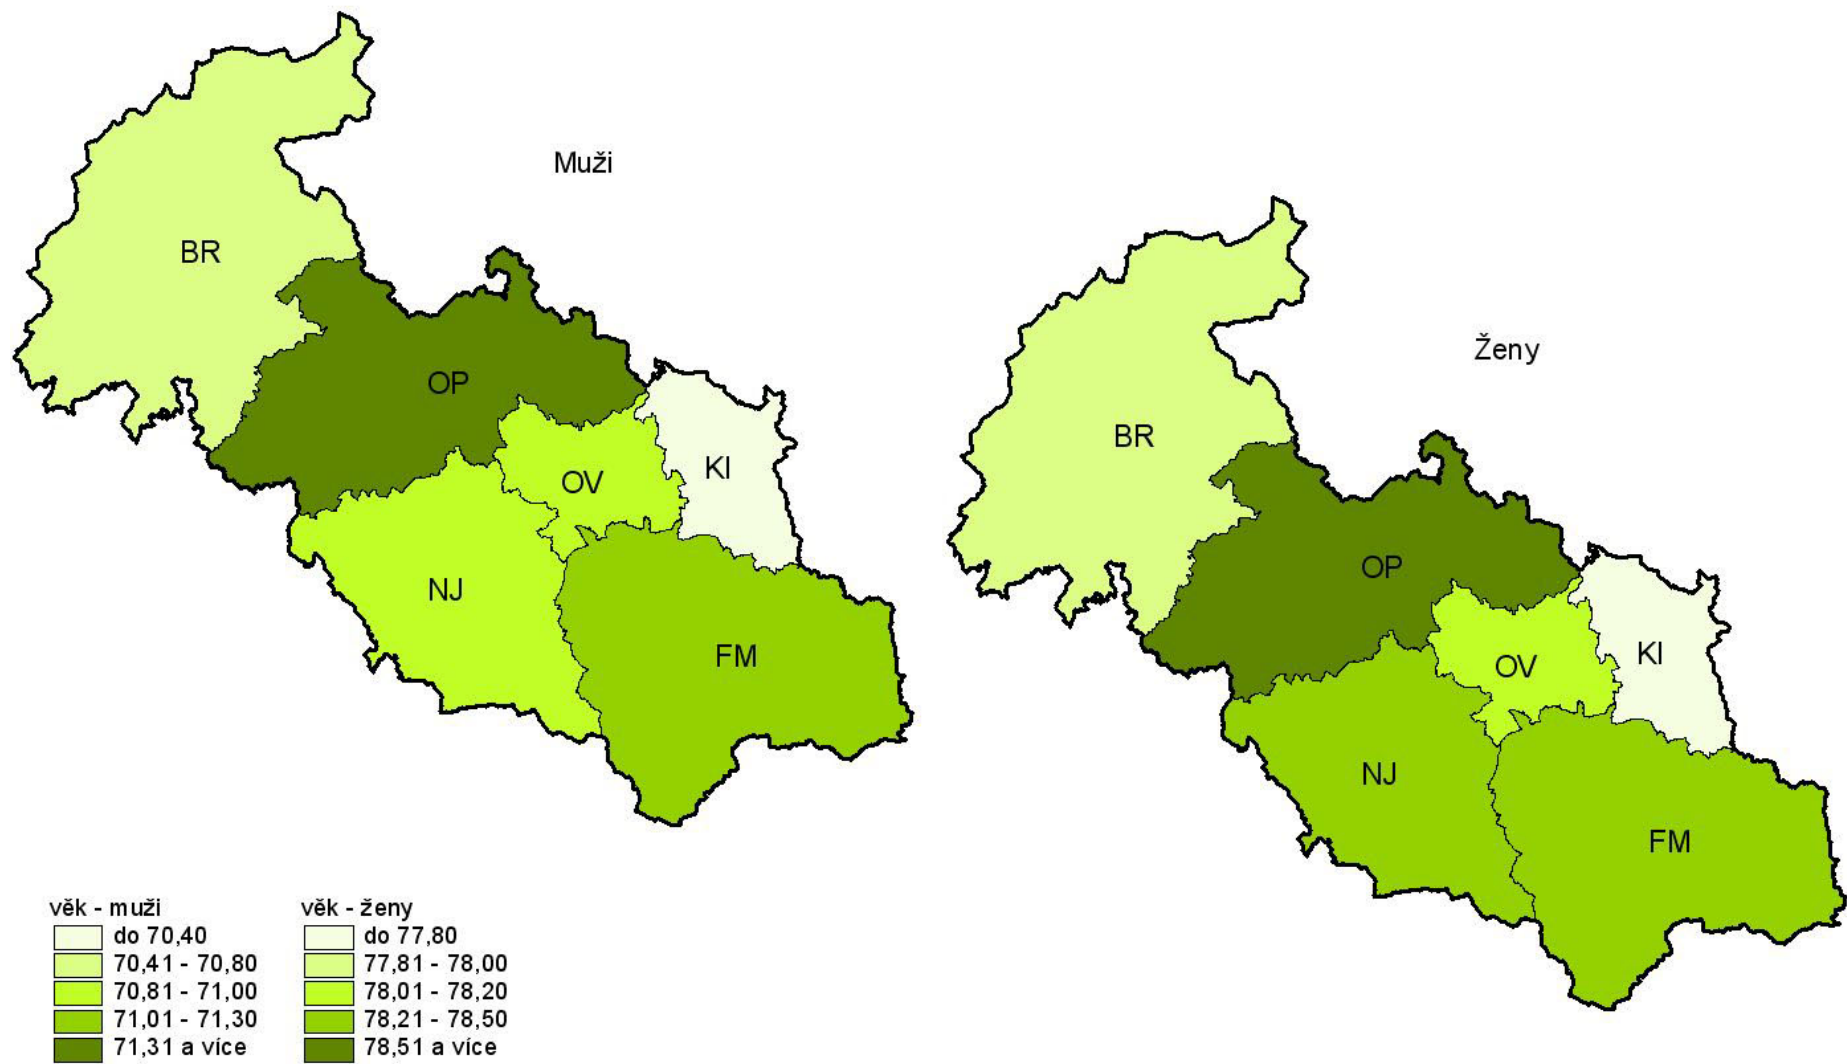 Muži
BR
OP
OV
KI
NJ
FM
Ženy
BR
OP
OV
KI
NJ
FM
věk - muži
do 70,40
70,41 - 70,80
70,81 - 71,00
71,01 - 71,30
71,31 a více
věk - ženy
do 77,80
77,81 - 78,00
78,01 - 78,20
78,21 - 78,50
78,51 a více